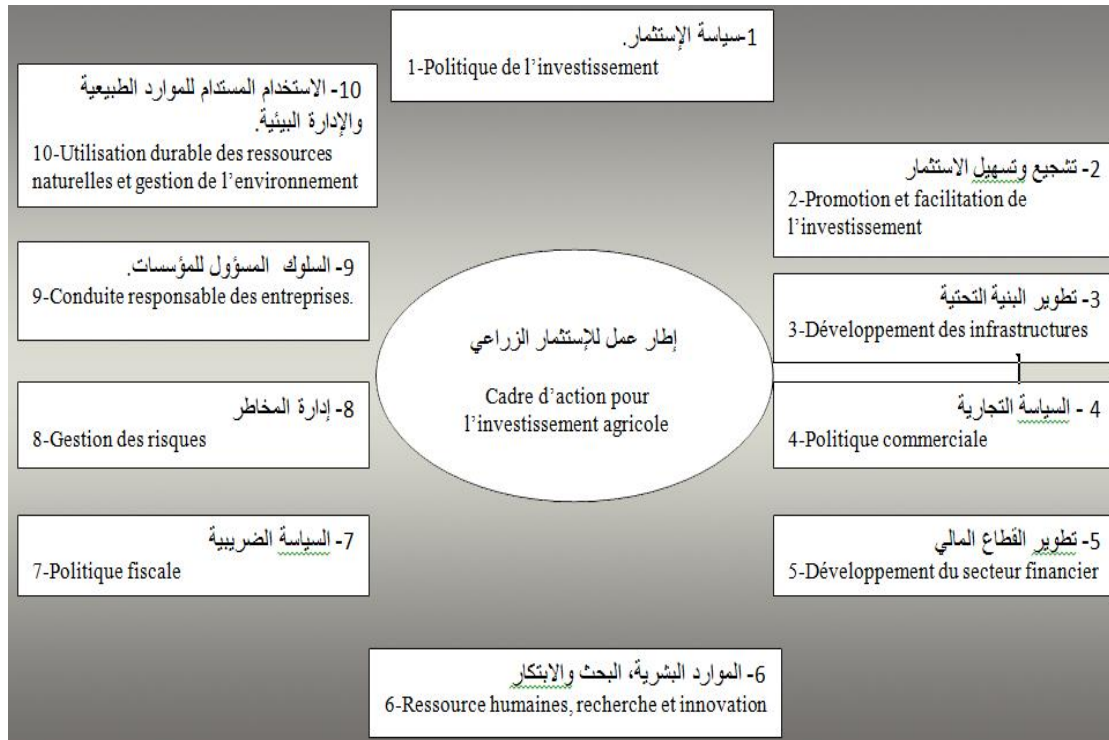 1-سياسة الإستثمار.
1-Politique de l’investissement
2- تشجيع وتسهيل الاستثمار
2-Promotion et facilitation de
l’investissement
3- تطوير البنية التحتية
3-Développement des infrastructures
4 - السياسة التجارية
4-Politique commerciale
5- تطوير القطاع المالي
5-Développement du secteur financier
6- الموارد البشرية، البحث والابتكار
6-Ressource humaines, recherche et innovation
7- السياسة الضريبية
7-Politique fiscale
8- إدارة المخاطر
8-Gestion des risques
9- السلوك المسؤول للمؤسسات.
9-Conduite responsable des entreprises.
10- الاستخدام المستدام للموارد الطبيعية
والإدارة البيئية.
10-Utilisation durable des ressources
naturelles et gestion de l’environnement
إطار عمل للإستثمار الزراعي
Cadre d’action pour
l’investissement agricole